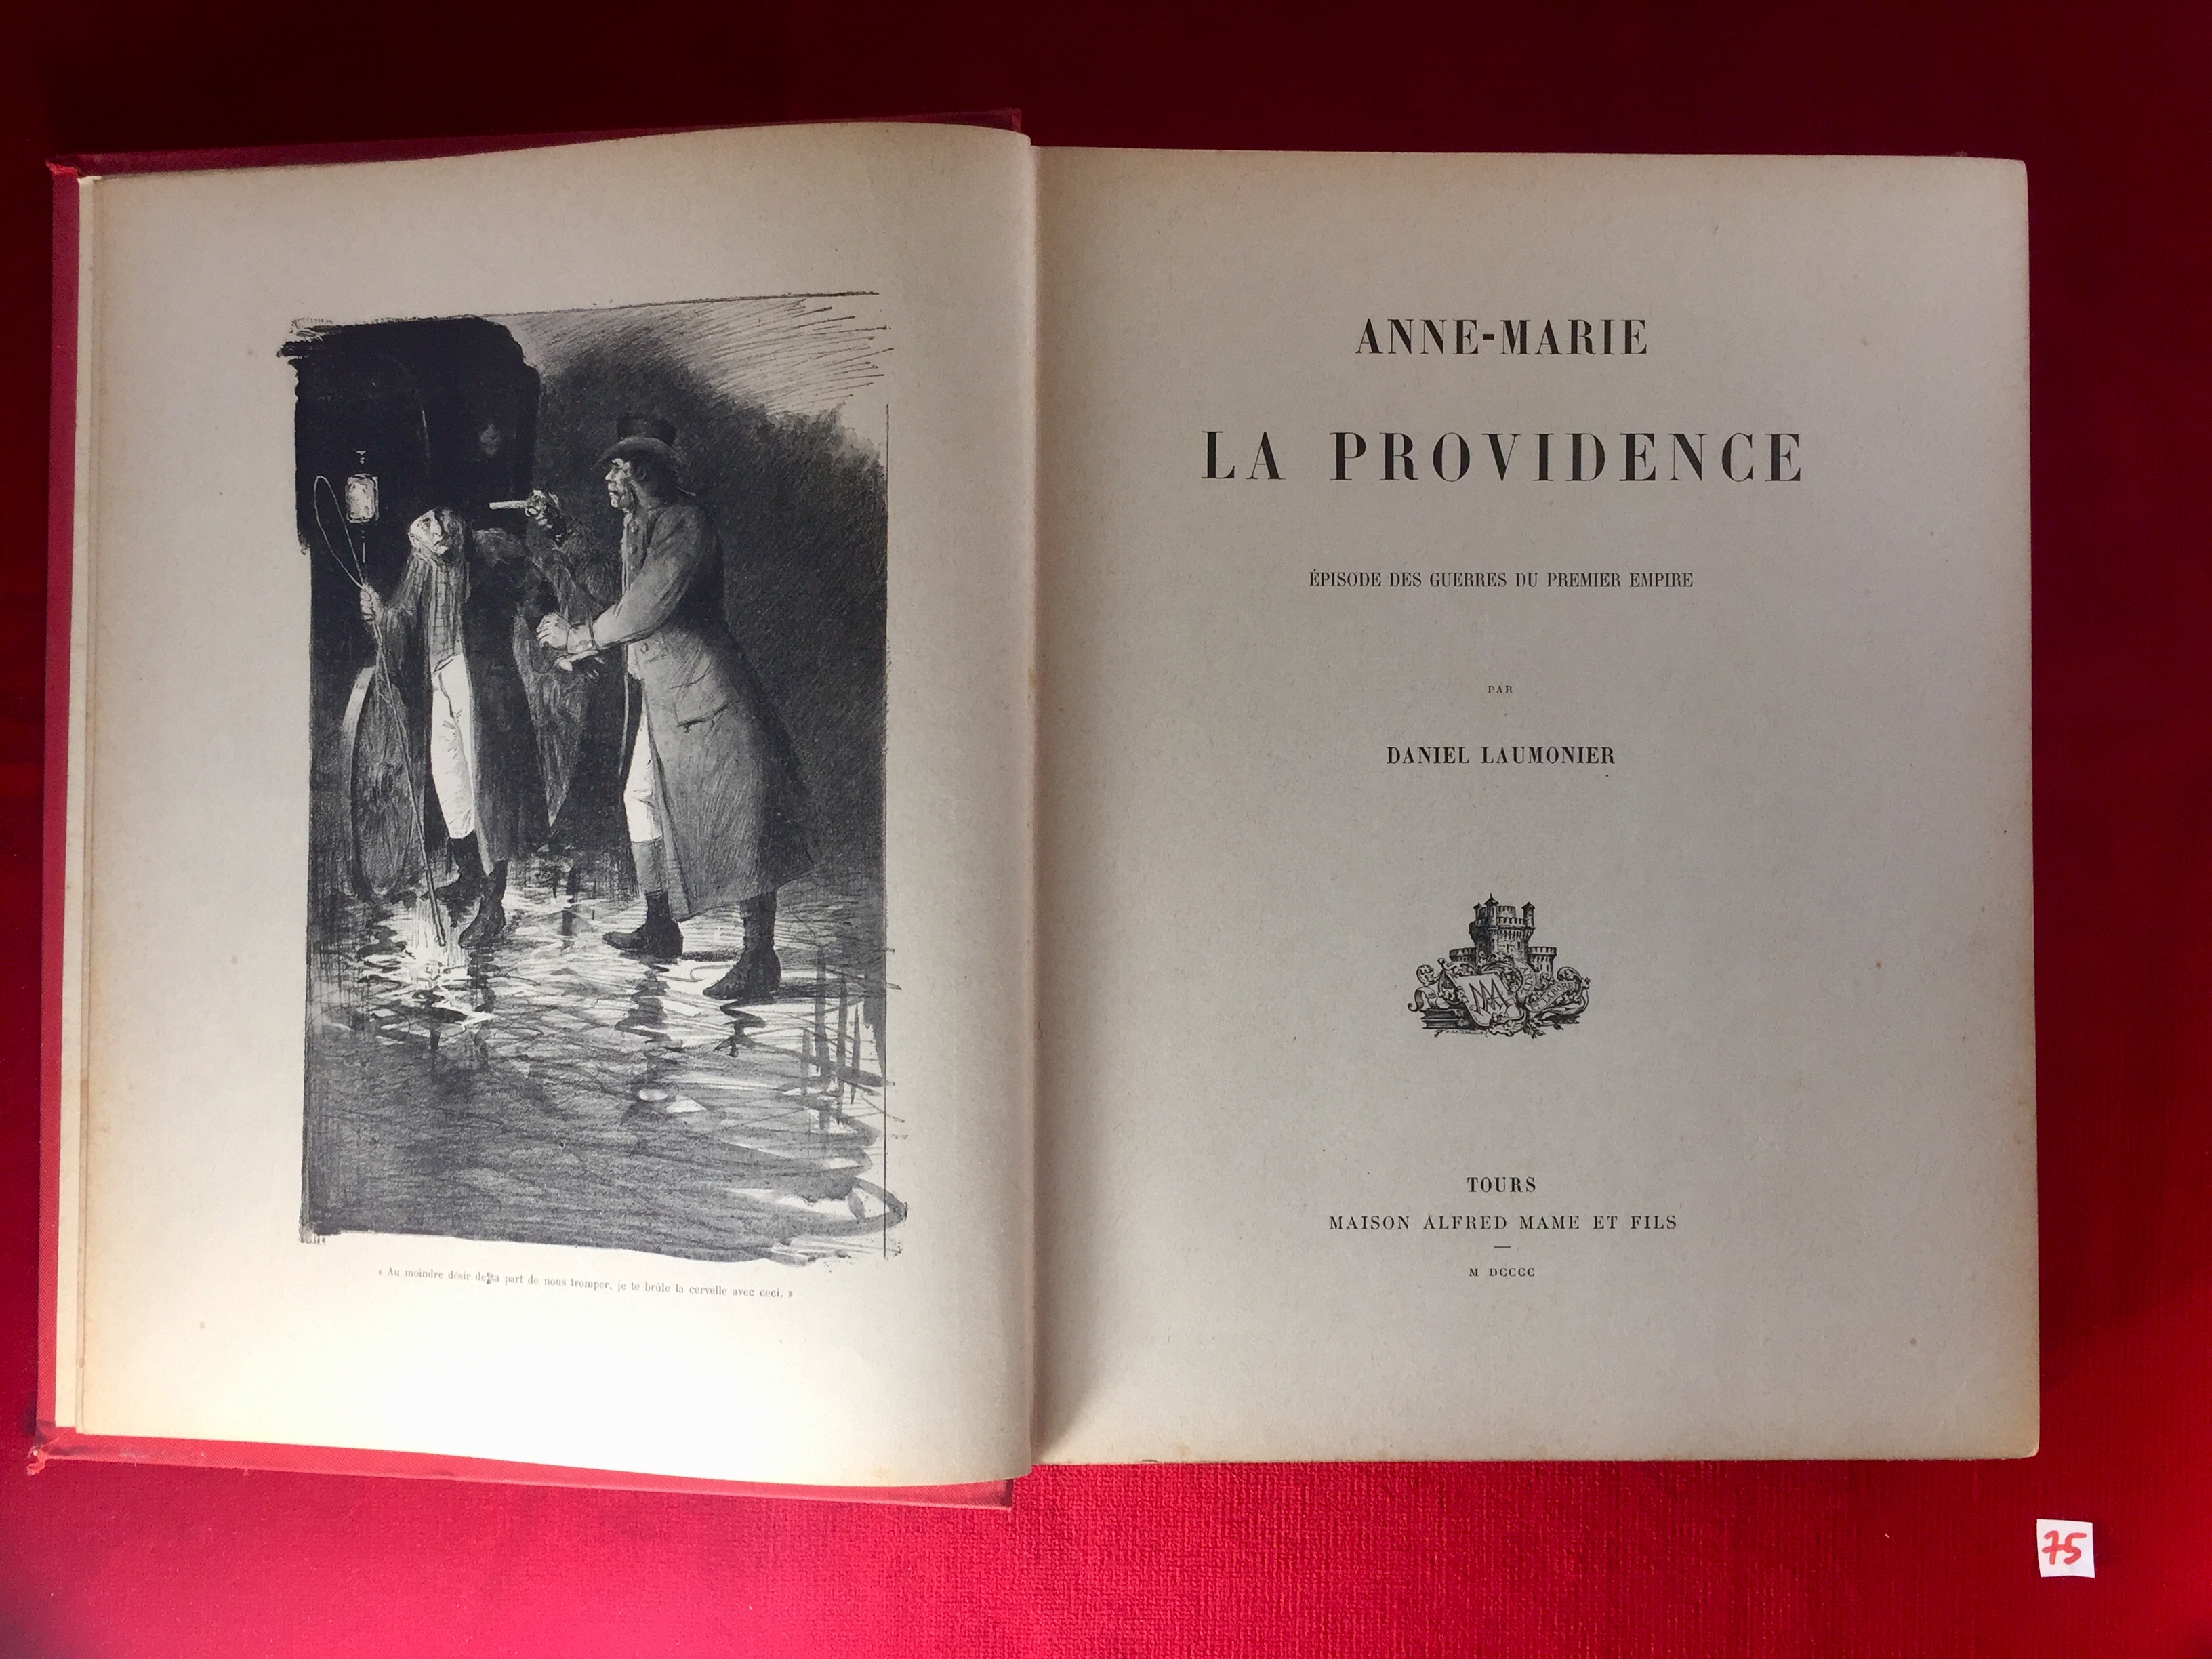 « Au moindre désir de ta part de nous tromper, je te brûle la cervelle avec ceci. »
ANNE-MARIE
LA PROVIDENCE
ÉPISODE DES GUERRES DU PREMIER EMPIRE
PAR
DANIEL LAUMONIER
TOURS
MAISON ALFRED MAME ET FILS
M DCCCC
75